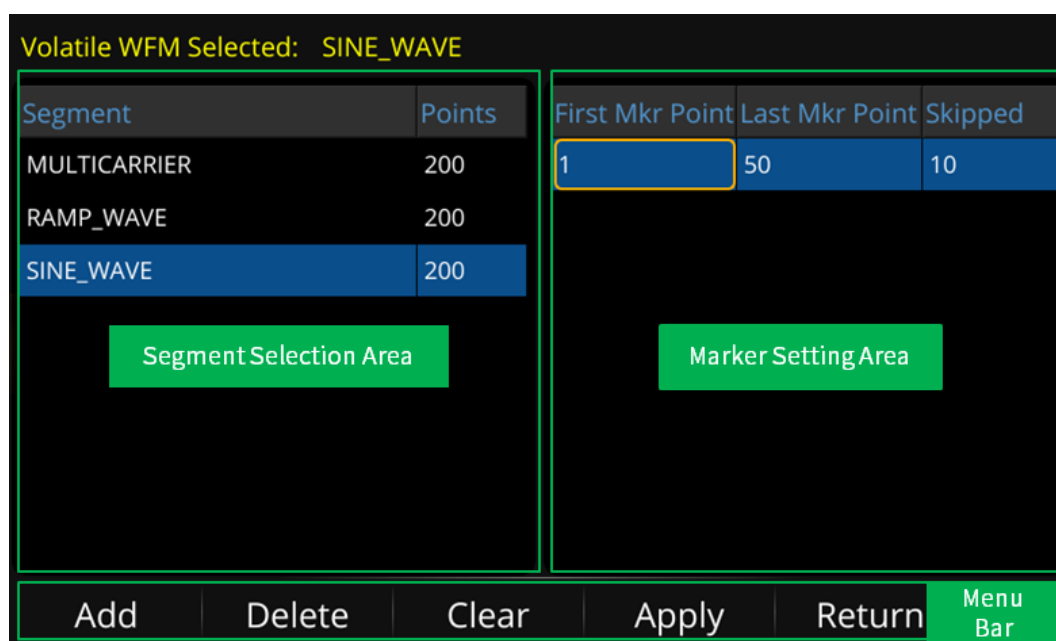 Volatile WFM Selected: SINE_WAVE
Segment Points
MULTICARRIER 200
RAMP_WAVE 200
SINE_WAVE 200
Segment Selection Area
First Mkr Point Last Mkr Point Skipped
1 50 10
Marker Setting Area
Add Delete Clear Apply Return
Menu
Bar